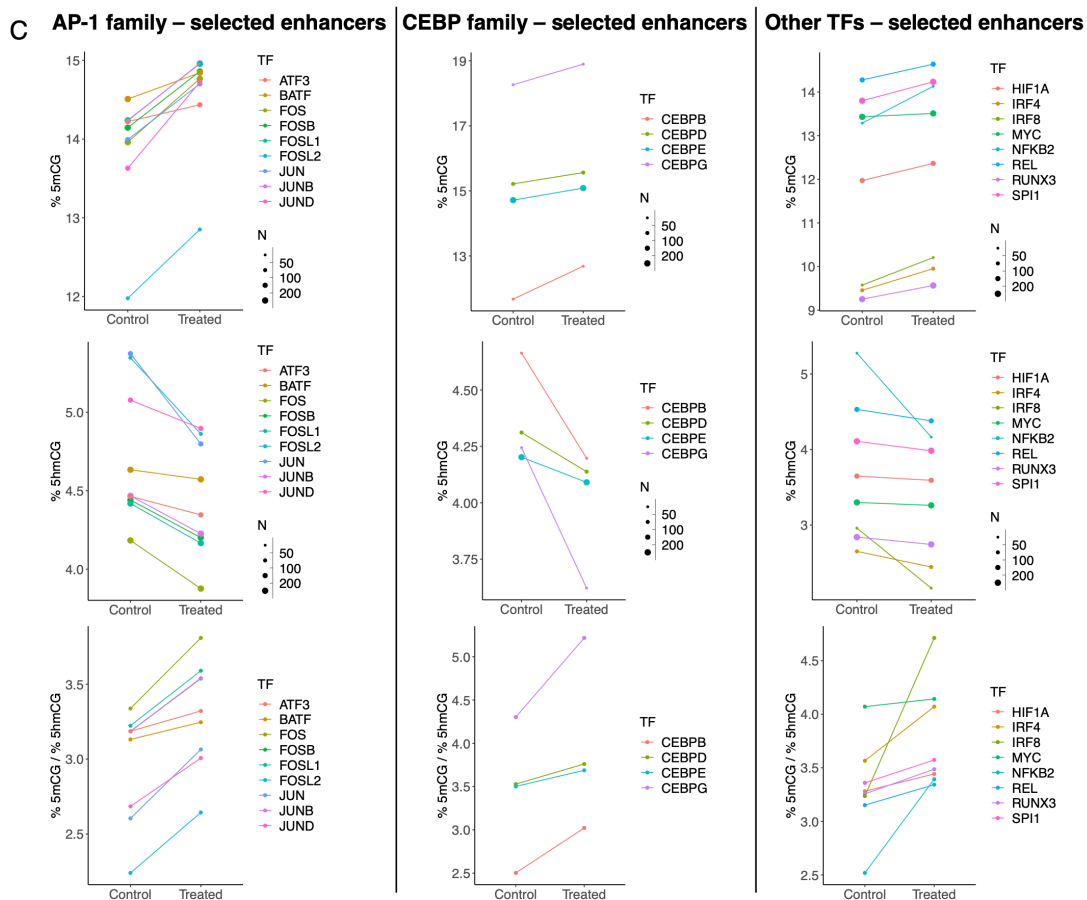 C
AP-1 family – selected enhancers
CEBP family – selected enhancers
Other TFs – selected enhancers
% 5mCG
15
14
13
12
Control
Treated
TF
ATF3
BATF
FOS
FOSB
FOSL1
FOSL2
JUN
JUNB
JUND
N
50
100
200
% 5mCG
19
17
15
13
Control
Treated
TF
CEBPB
CEBPD
CEBPE
CEBPG
N
50
100
200
% 5mCG
14
13
12
11
10
9
Control
Treated
TF
HIF1A
IRF4
IRF8
MYC
NFKB2
REL
RUNX3
SPI1
N
50
100
200
% 5hmCG
5.0
4.5
4.0
Control
Treated
TF
ATF3
BATF
FOS
FOSB
FOSL1
FOSL2
JUN
JUNB
JUND
N
50
100
200
% 5hmCG
4.50
4.25
4.00
3.75
Control
Treated
TF
CEBPB
CEBPD
CEBPE
CEBPG
N
50
100
200
% 5hmCG
5
4
3
Control
Treated
TF
HIF1A
IRF4
IRF8
MYC
NFKB2
REL
RUNX3
SPI1
N
50
100
200
% 5mCG / % 5hmCG
3.5
3.0
2.5
Control
Treated
TF
ATF3
BATF
FOS
FOSB
FOSL1
FOSL2
JUN
JUNB
JUND
% 5mCG / % 5hmCG
5.0
4.5
4.0
3.5
3.0
2.5
Control
Treated
TF
CEBPB
CEBPD
CEBPE
CEBPG
% 5mCG / % 5hmCG
4.5
4.0
3.5
3.0
2.5
Control
Treated
TF
HIF1A
IRF4
IRF8
MYC
NFKB2
REL
RUNX3
SPI1